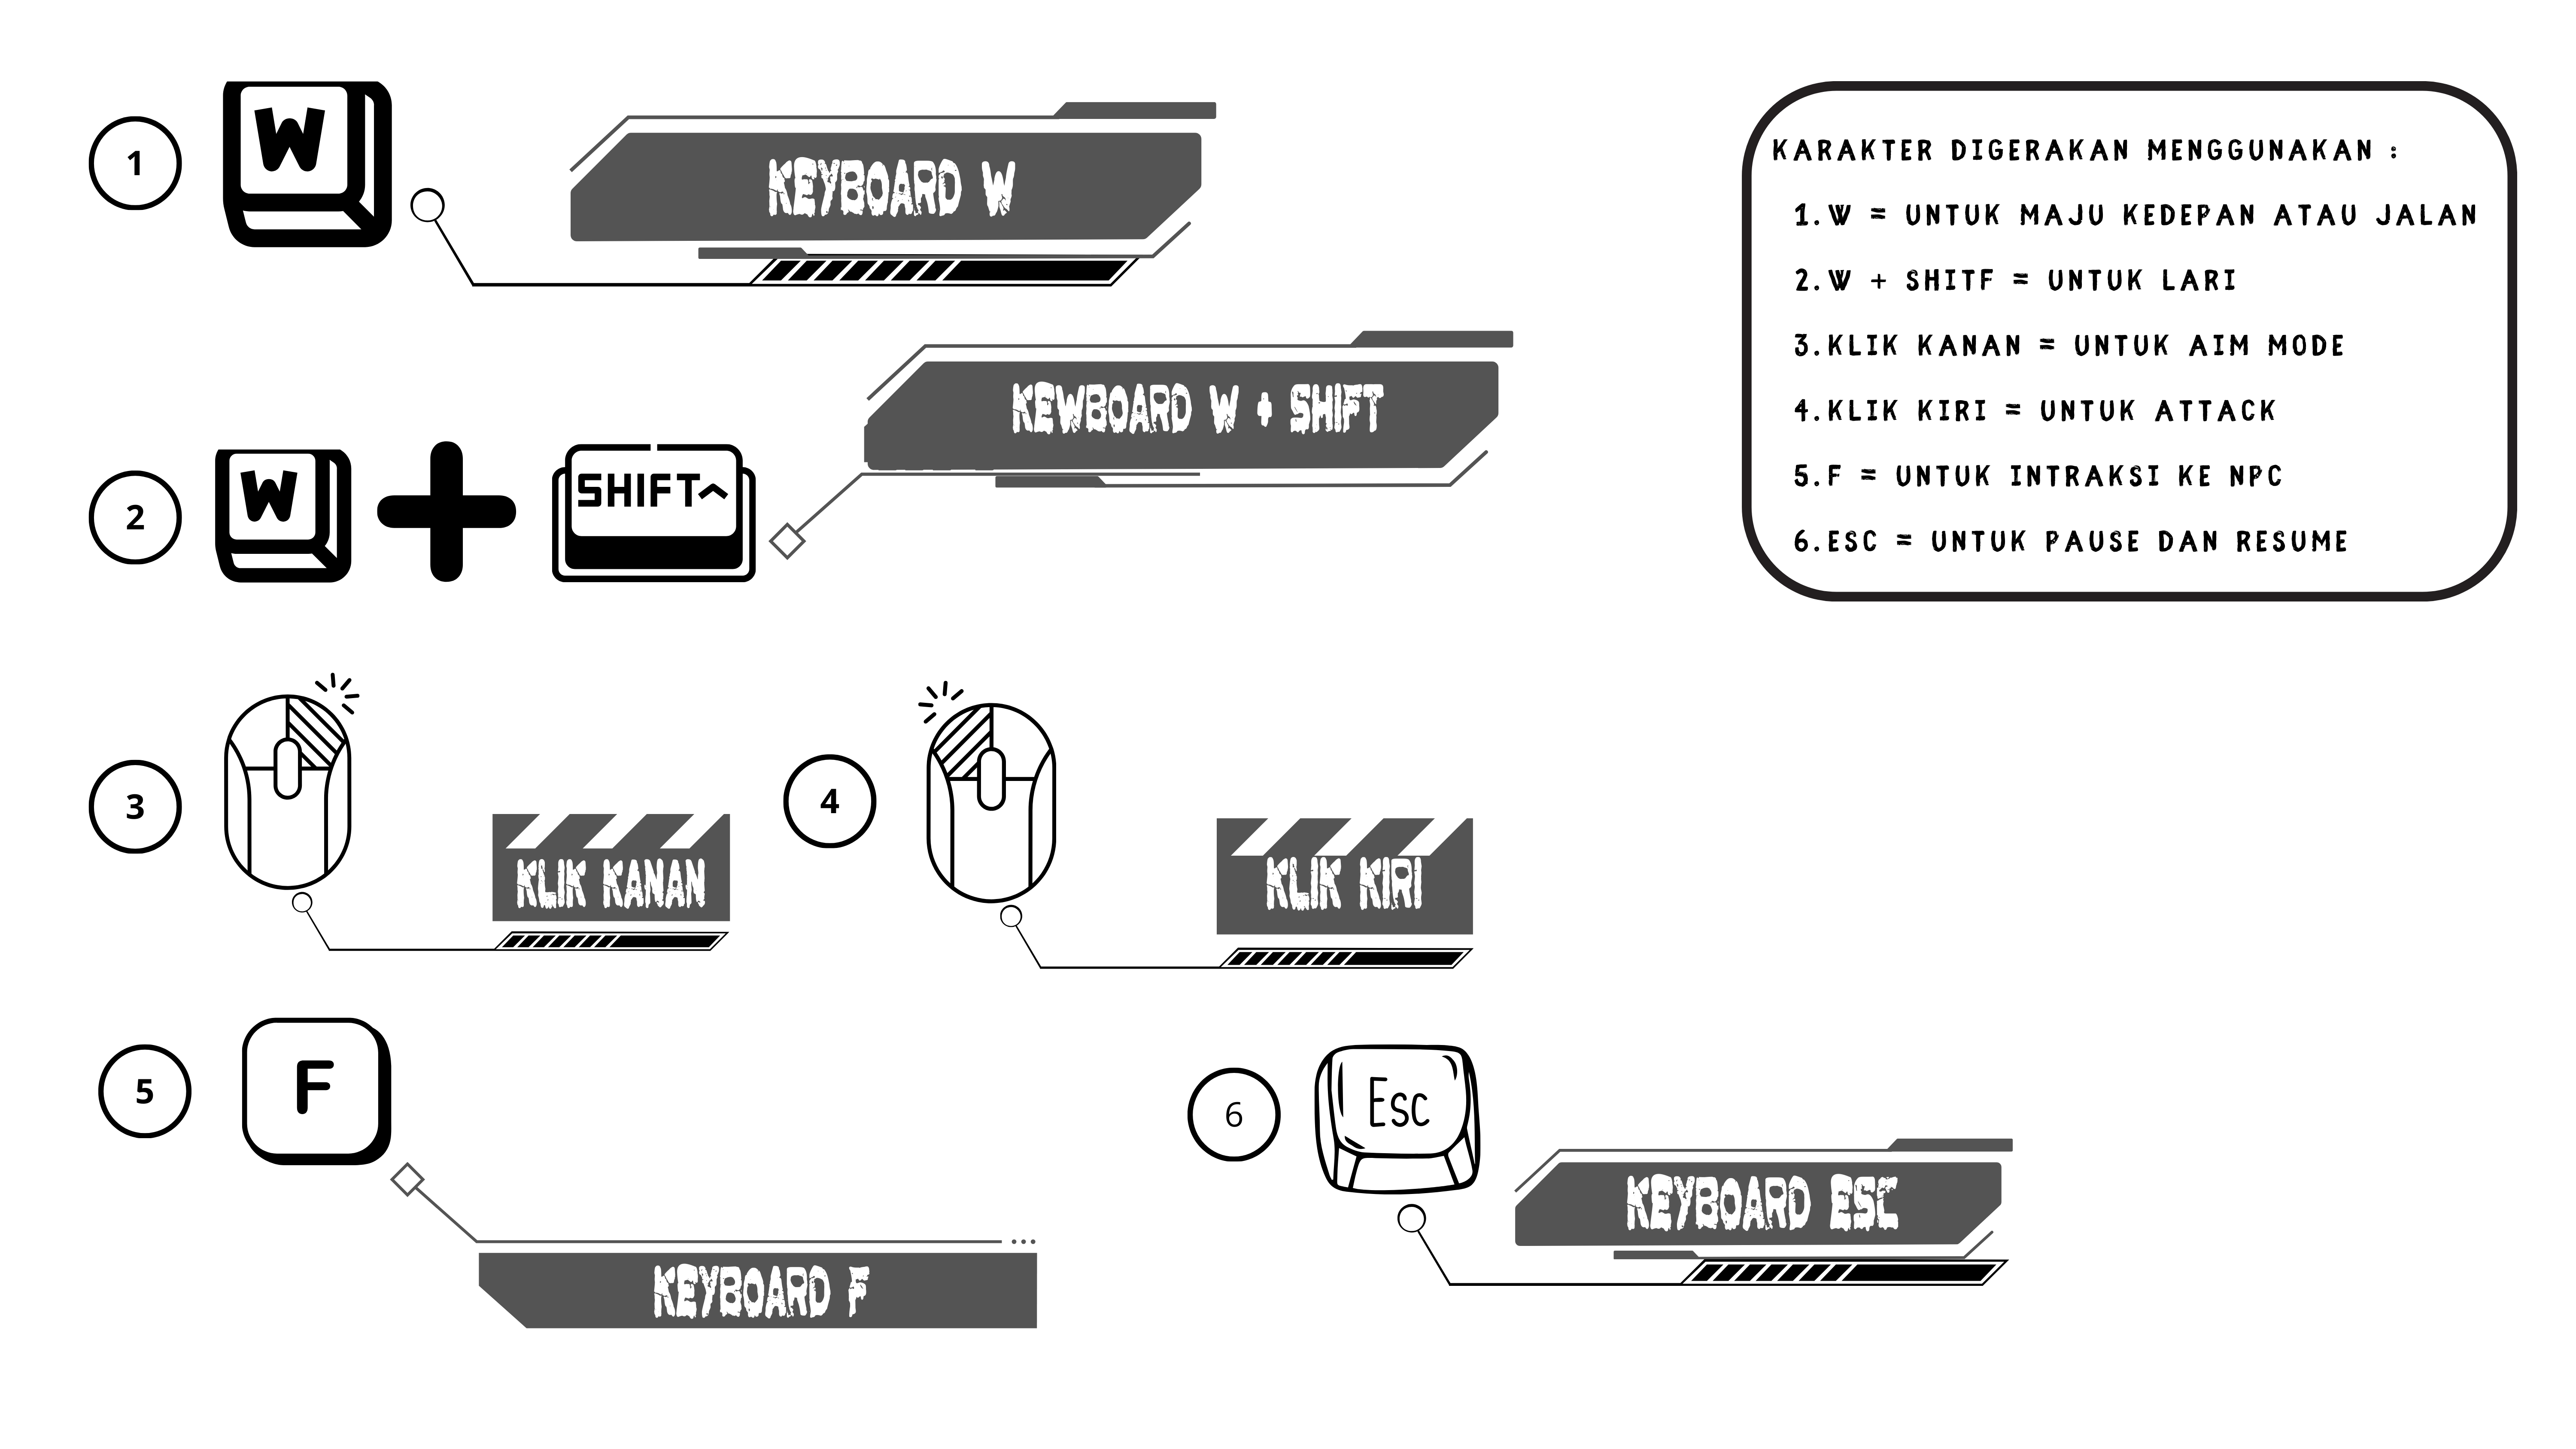 1
W
KEYBOARD W
KARAKTER DIGERAKAN MENGGUNAKAN :
1. W = UNTUK MAJU KEDEPAN ATAU JALAN
2. W + SHITF = UNTUK LARI
3. KLIK KANAN = UNTUK AIM MODE
4. KLIK KIRI = UNTUK ATTACK
5. F = UNTUK INTRAKSI KE NPC
6. ESC = UNTUK PAUSE DAN RESUME
2
W
SHIFT^
KEWBOARD W + SHIFT
3
KLIK KANAN
4
KLIK KIRI
5
F
KEYBOARD F
6
Esc
KEYBOARD ESC